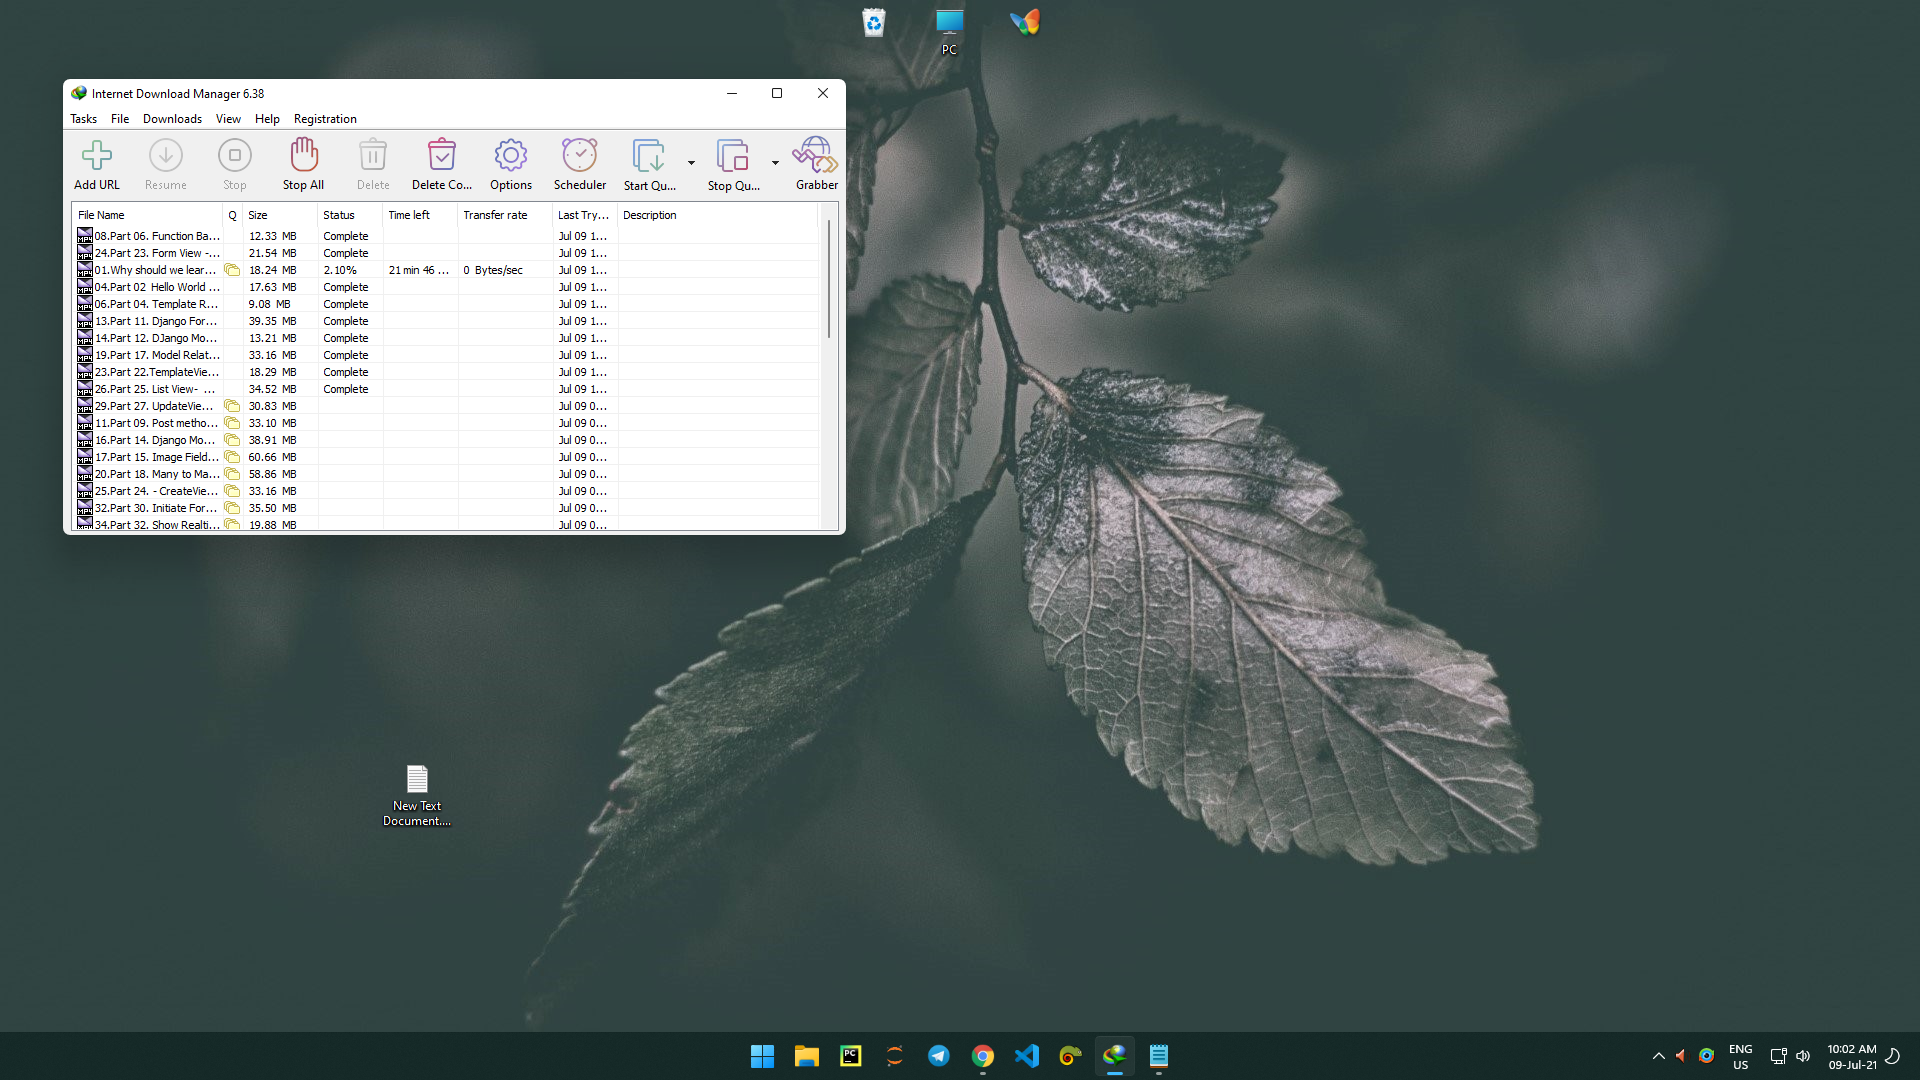 PC
Internet Download Manager 6.38
Tasks File Downloads View Help Registration
Add URL Resume Stop Stop All Delete Delete Co... Options Scheduler Start Qu... Stop Qu... Grabber
File Name Q Size Status Time left Transfer rate Last Try... Description
08.Part 06. Function Ba... 12.33 MB Complete Jul 09 1...
24.Part 23. Form View -... 21.54 MB Complete Jul 09 1...
01.Why should we lear... 18.24 MB 2.10% 21 min 46 ... 0 Bytes/sec Jul 09 1...
04.Part 02 Hello World ... 17.63 MB Complete Jul 09 1...
06.Part 04. Template R... 9.08 MB Complete Jul 09 1...
13.Part 11. Django For... 39.35 MB Complete Jul 09 1...
14.Part 12. DJango Mo... 13.21 MB Complete Jul 09 1...
19.Part 17. Model Relat... 33.16 MB Complete Jul 09 1...
23.Part 22.TemplateVie... 18.29 MB Complete Jul 09 1...
26.Part 25. List View- ... 34.52 MB Complete Jul 09 1...
29.Part 27. UpdateVie... 30.83 MB Jul 09 0...
11.Part 09. Post metho... 33.10 MB Jul 09 0...
16.Part 14. Django Mo... 38.91 MB Jul 09 0...
17.Part 15. Image Field... 60.66 MB Jul 09 0...
20.Part 18. Many to Ma... 58.86 MB Jul 09 0...
25.Part 24. - CreateVie... 33.16 MB Jul 09 0...
32.Part 30. Initiate For... 35.50 MB Jul 09 0...
34.Part 32. Show Realti... 19.88 MB Jul 09 0...
New Text
Document....
ENG
US
10:02 AM
09-Jul-21